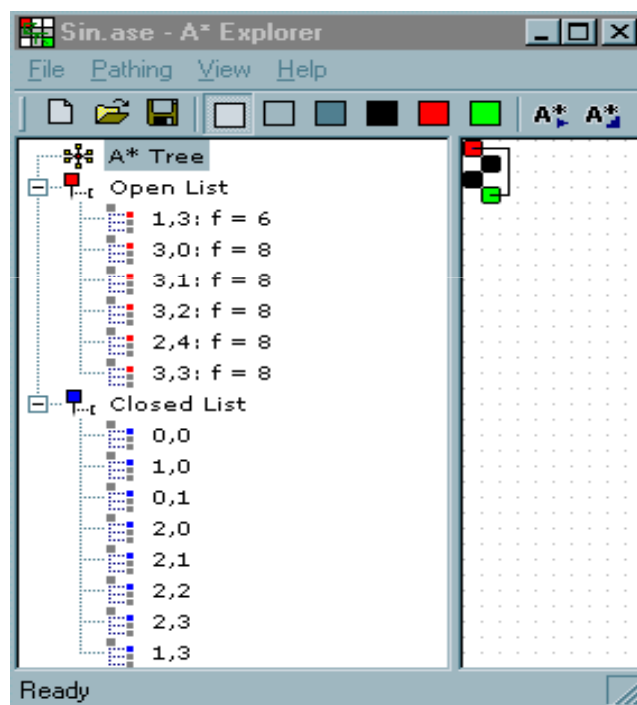 Sin.ase - A* Explorer
File Pathing View Help
A* A*
A* Tree
Open List
1,3: f = 6
3,0: f = 8
3,1: f = 8
3,2: f = 8
2,4: f = 8
3,3: f = 8
Closed List
0,0
1,0
0,1
2,0
2,1
2,2
2,3
1,3
Ready